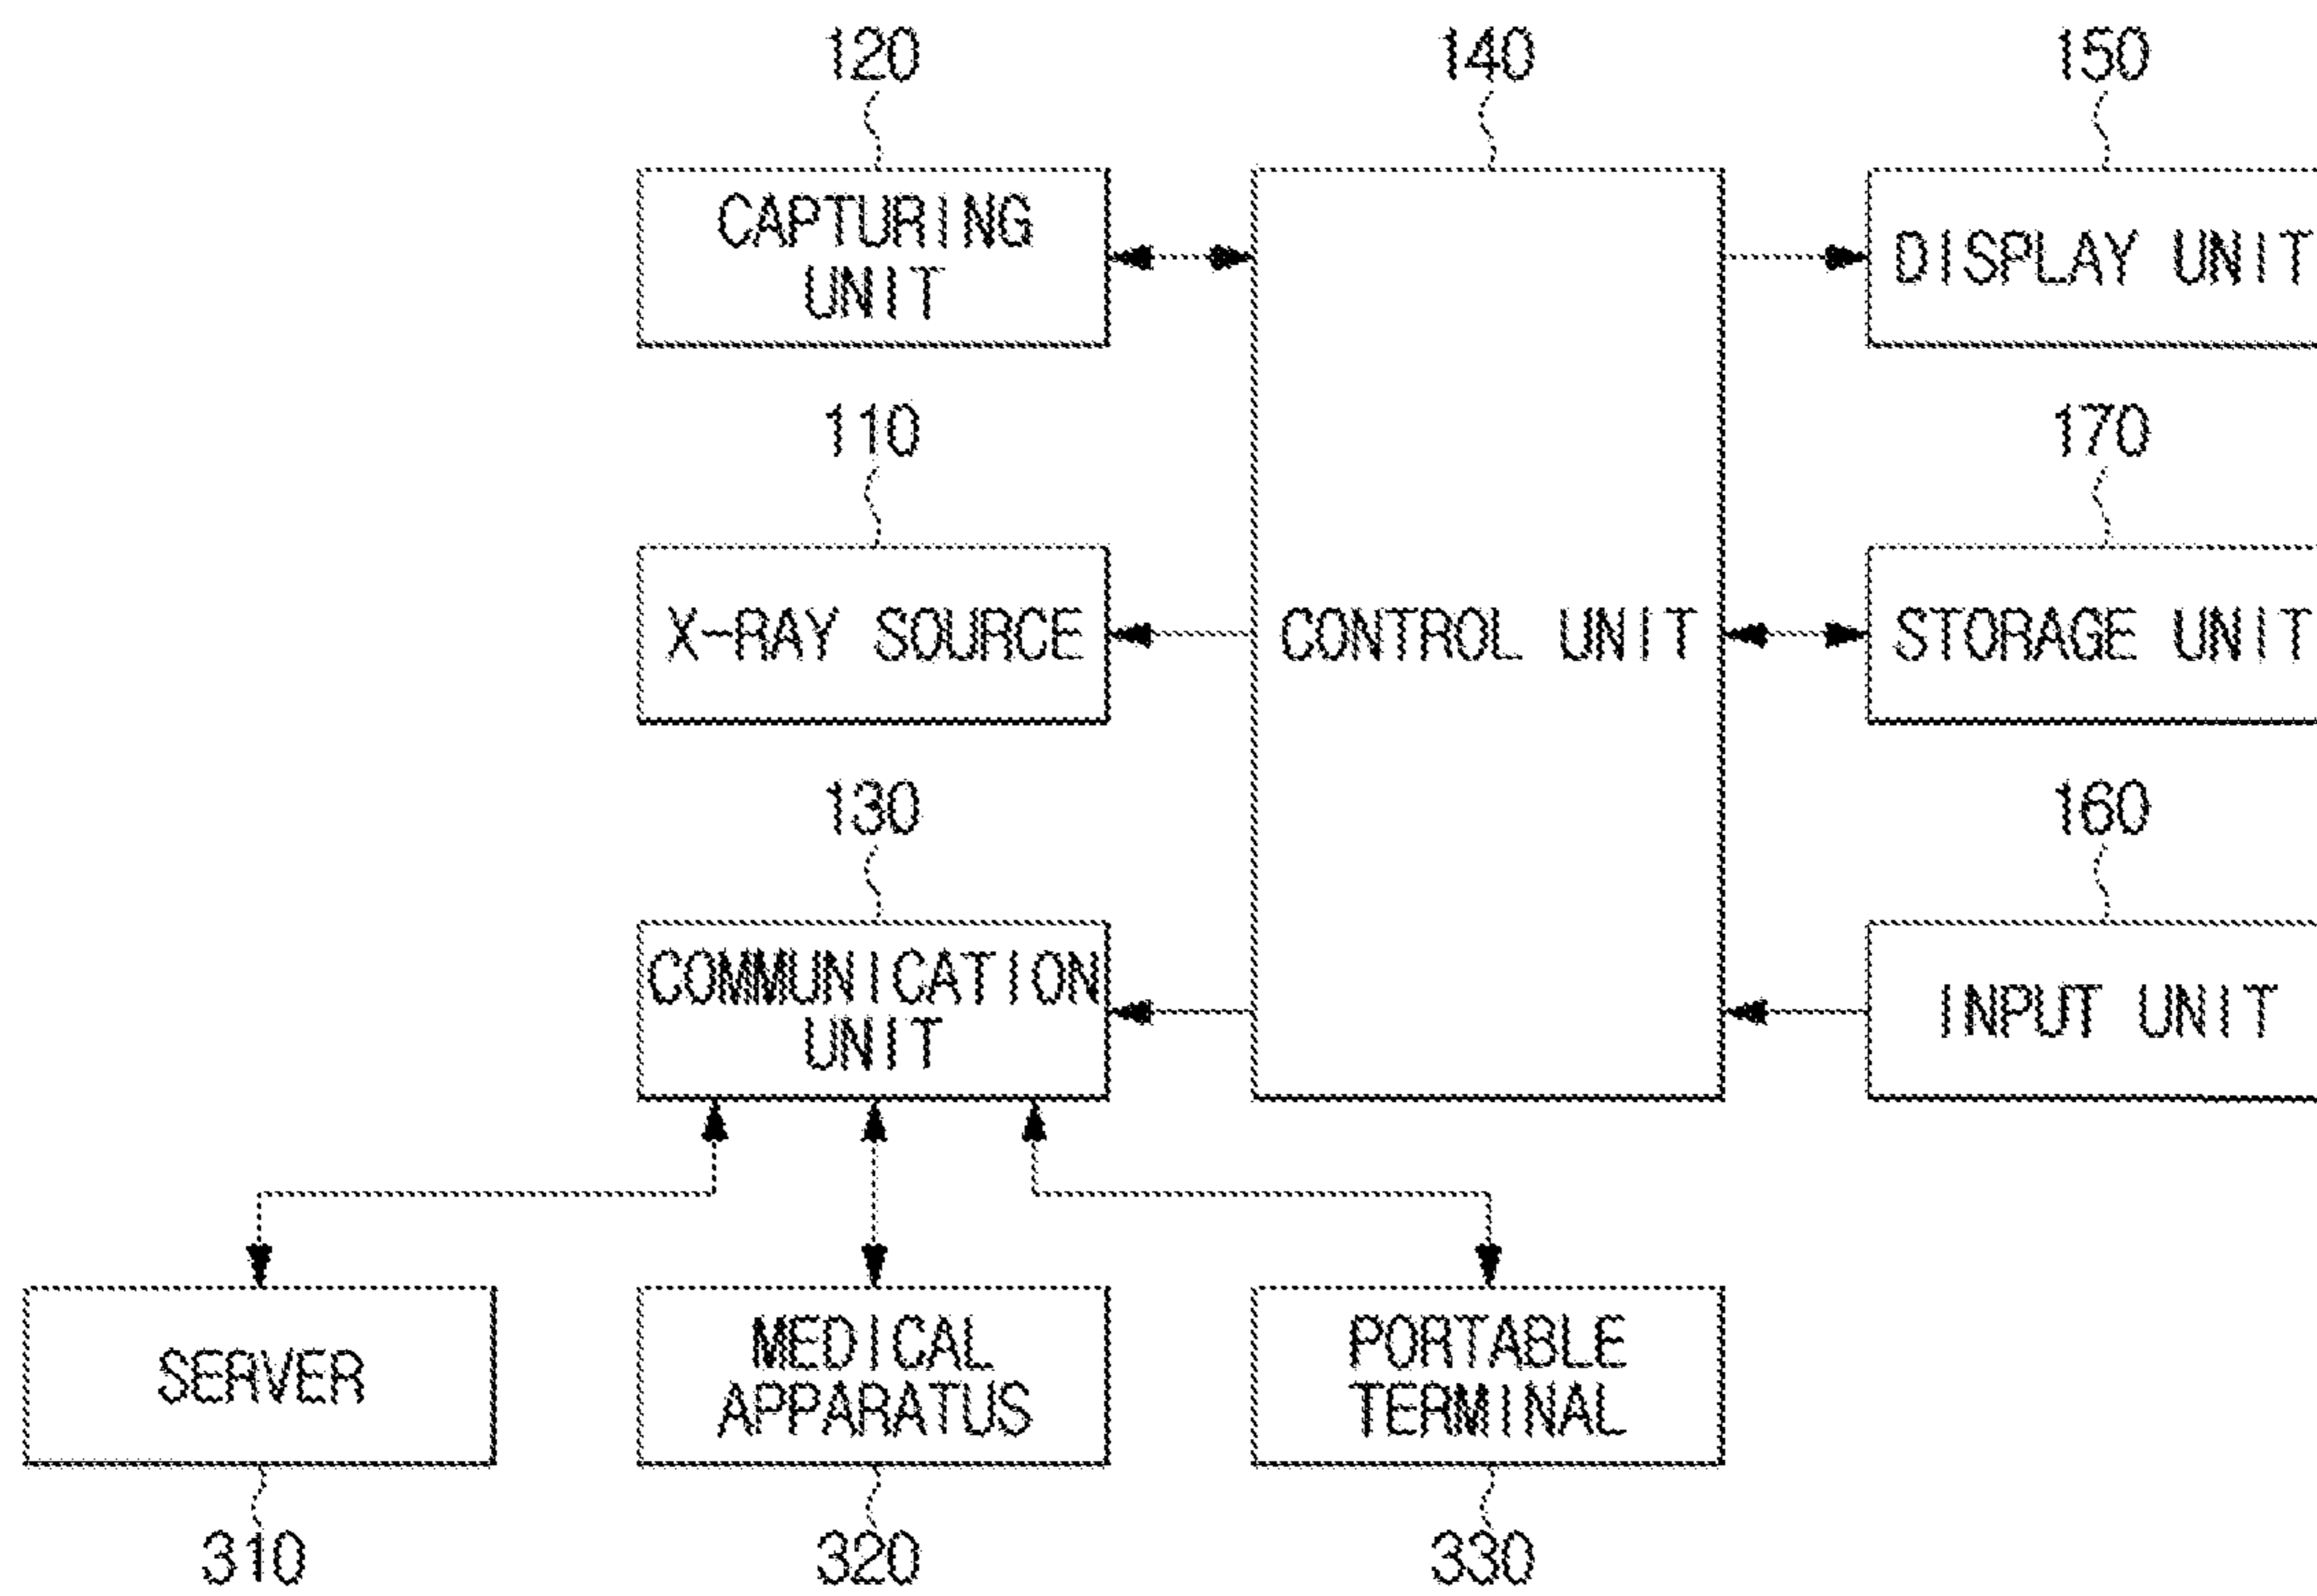 120
140
150
CAPTURING
UNIT
DISPLAY UNIT
110
170
X-RAY SOURCE
CONTROL UNIT
STORAGE UNIT
130
160
COMMUNICATION
UNIT
INPUT UNIT
SERVER
MEDICAL
APPARATUS
PORTABLE
TERMINAL
310
320
330